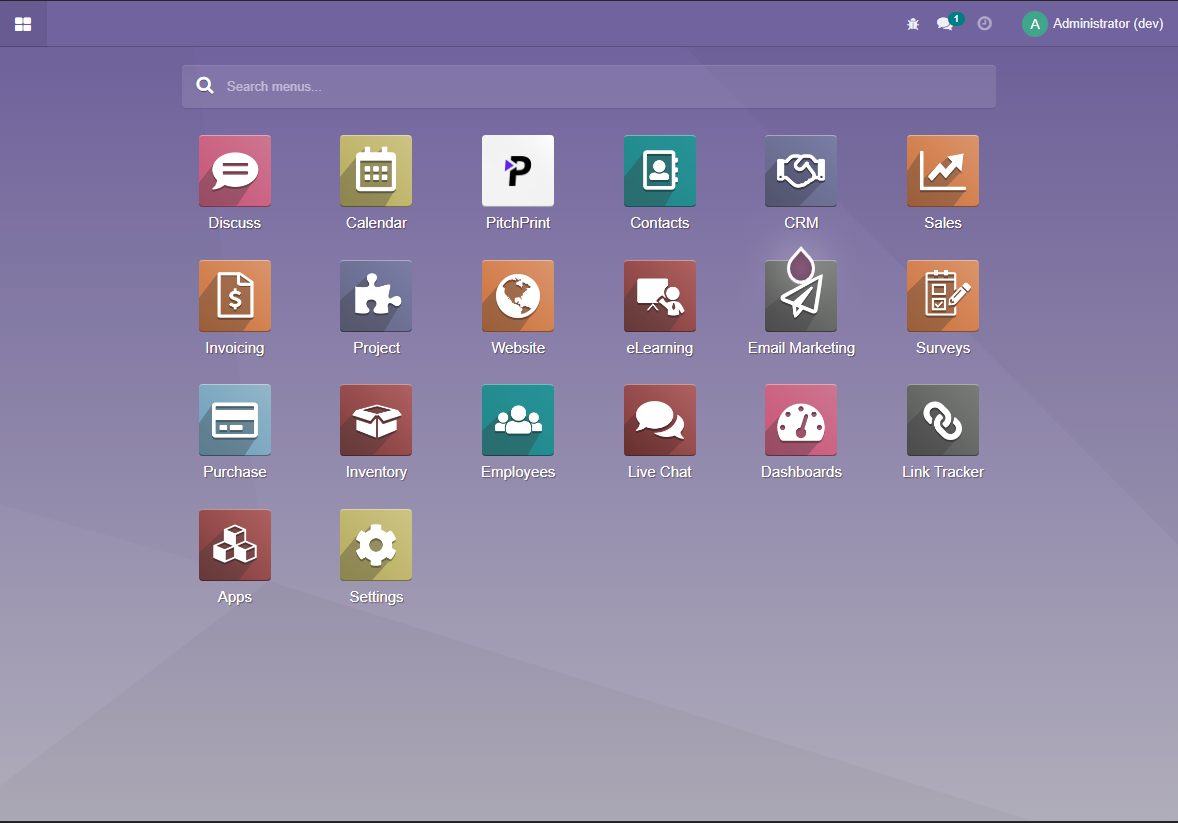 1
A Administrator (dev)
Search menus...
Discuss Calendar PitchPrint Contacts CRM Sales
Invoicing Project Website eLearning Email Marketing Surveys
Purchase Inventory Employees Live Chat Dashboards Link Tracker
Apps Settings